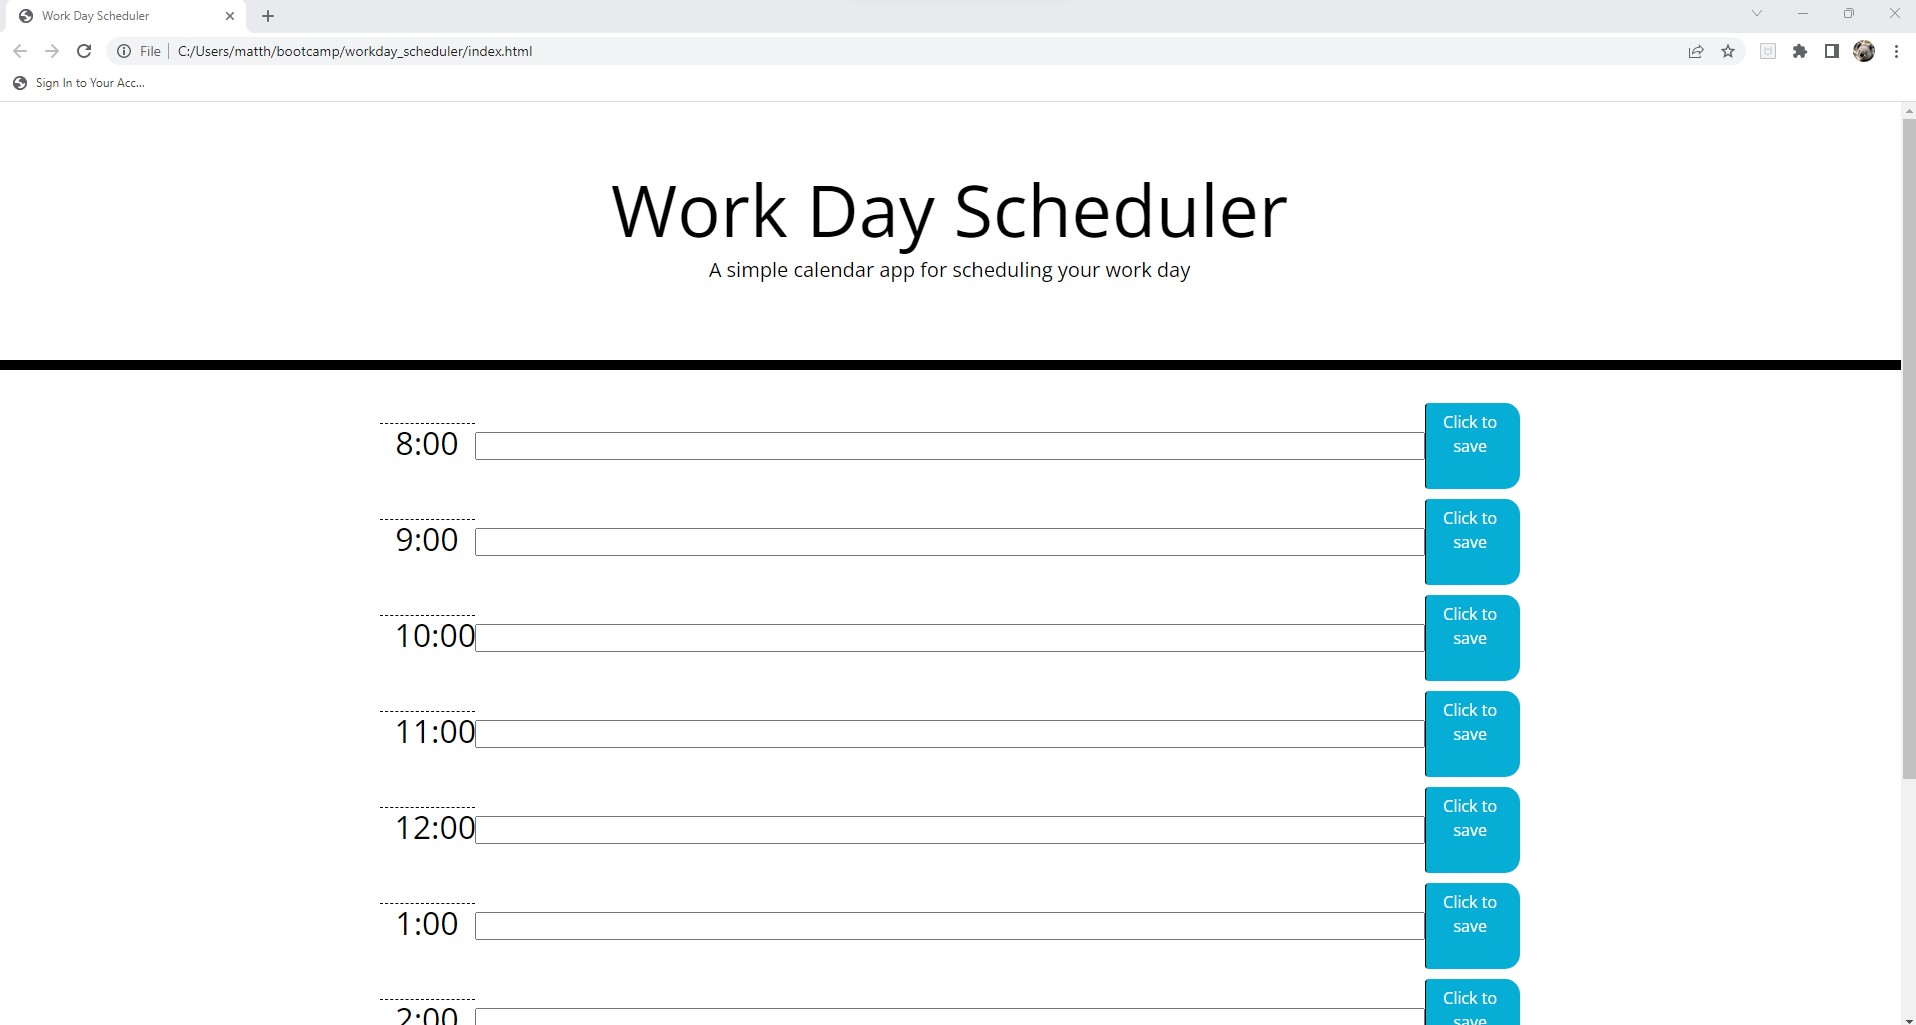 Work Day Scheduler
File
C:/Users/matth/bootcamp/workday_scheduler/index.html
Sign In to Your Acc...
Work Day Scheduler
A simple calendar app for scheduling your work day
8:00
Click to
save
9:00
Click to
save
10:00
Click to
save
11:00
Click to
save
12:00
Click to
save
1:00
Click to
save
2:00
Click to
save